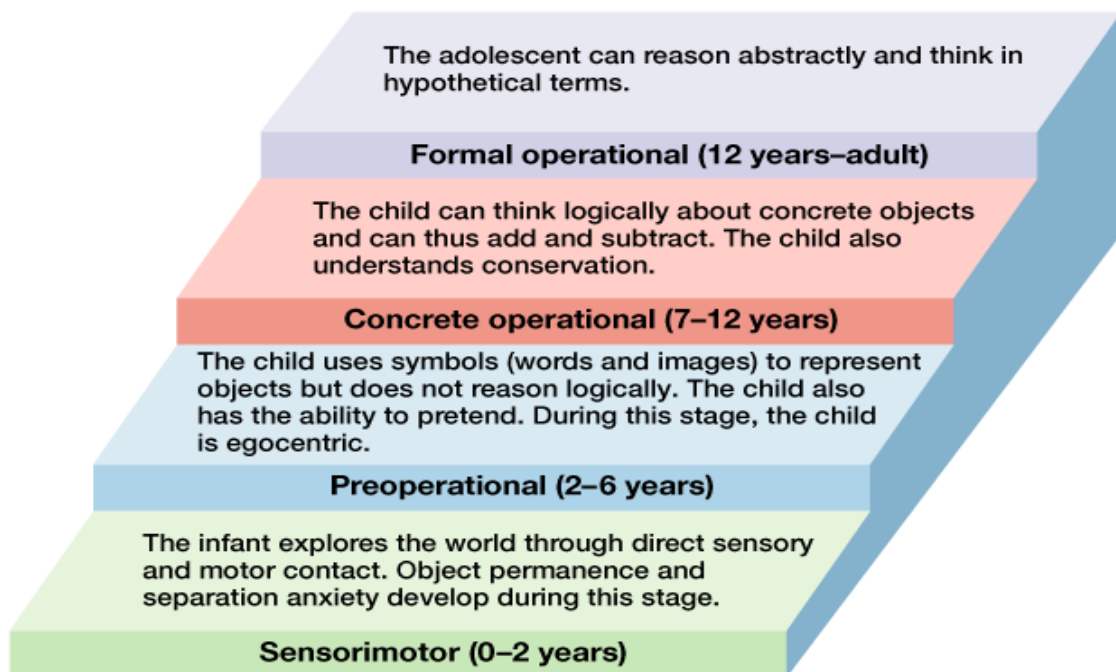 The adolescent can reason abstractly and think in
hypothetical terms.
Formal operational (12 years–adult)
The child can think logically about concrete objects
and can thus add and subtract. The child also
understands conservation.
Concrete operational (7–12 years)
The child uses symbols (words and images) to represent
objects but does not reason logically. The child also
has the ability to pretend. During this stage, the child
is egocentric.
Preoperational (2–6 years)
The infant explores the world through direct sensory
and motor contact. Object permanence and
separation anxiety develop during this stage.
Sensorimotor (0–2 years)